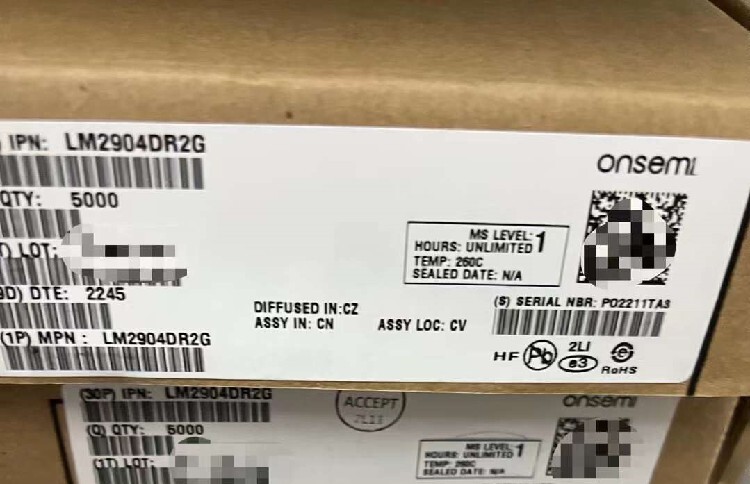 IPN: LM2904DR2G
onsemi
QTY: 5000
LOT:
MS LEVEL: 1
HOURS: UNLIMITED
TEMP: 260C
SEALED DATE: N/A
9D) DTE: 2245
(S) SERIAL NBR: PO2211TA3
DIFFUSED IN:CZ
ASSY IN: CN
ASSY LOC: CV
(1P) MPN : LM2904DR2G
HF
Pb
2LI
e3
RoHS
(30P) IPN: LM2904DR2G
ACCEPT
onsemi
(Q) QTY: 5000
MS LEVEL: 1
HOURS: UNLIMITED
TEMP: 260C
SEALED DATE: N/A
(1T) LOT: